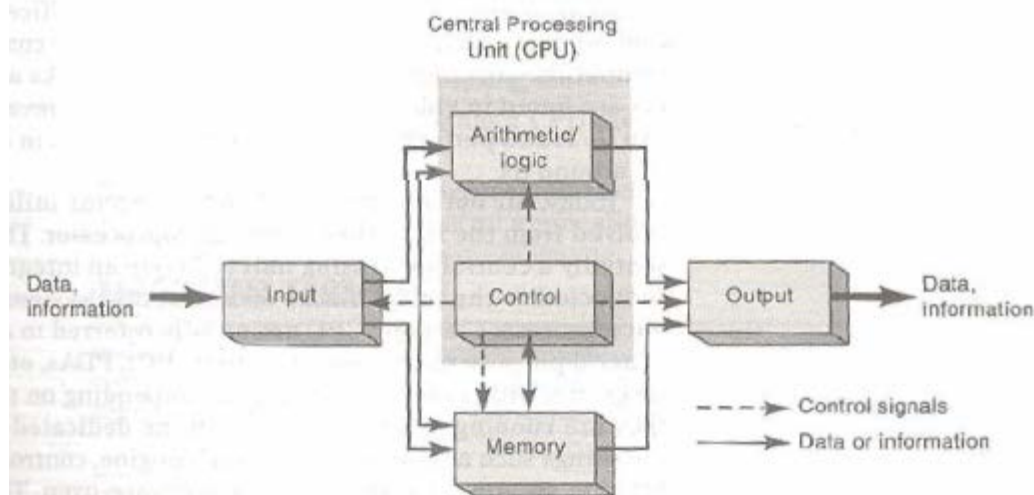 Central Processing
Unit (CPU)
Arithmetic/
logic
Data,
information
Input
Control
Output
Data,
information
Memory
Control signals
Data or information